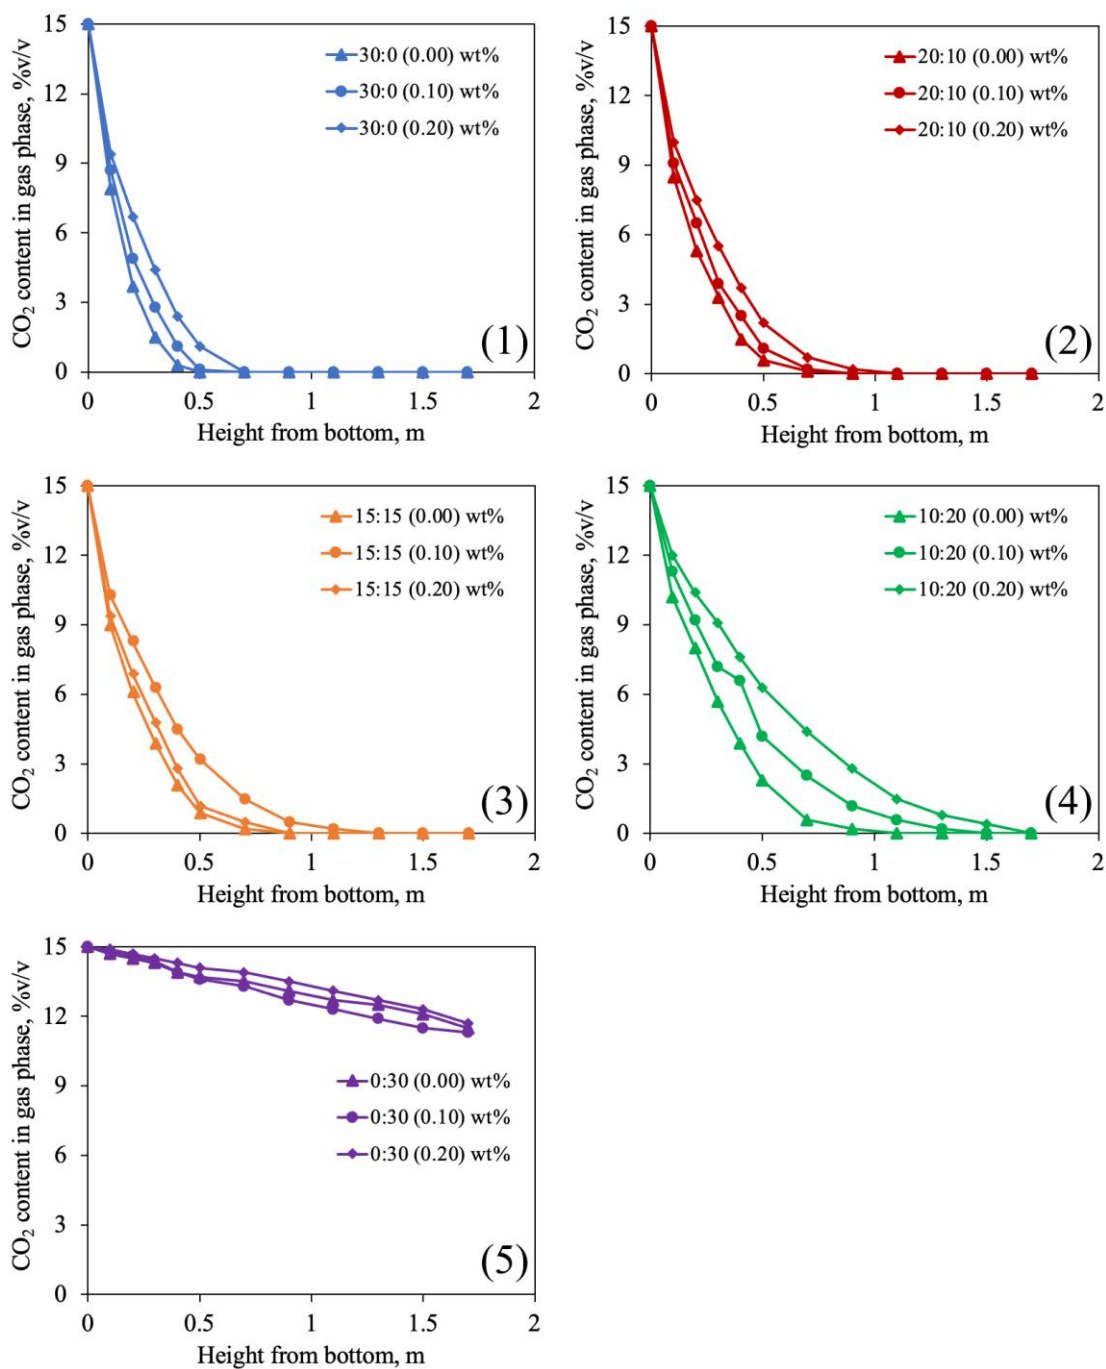 CO₂ content in gas phase, %v/v
15
12
9
6
3
0
30:0 (0.00) wt%
30:0 (0.10) wt%
30:0 (0.20) wt%
(1)
0
0.5
1
1.5
2
Height from bottom, m
CO₂ content in gas phase, %v/v
15
12
9
6
3
0
20:10 (0.00) wt%
20:10 (0.10) wt%
20:10 (0.20) wt%
(2)
0
0.5
1
1.5
2
Height from bottom, m
CO₂ content in gas phase, %v/v
15
12
9
6
3
0
15:15 (0.00) wt%
15:15 (0.10) wt%
15:15 (0.20) wt%
(3)
0
0.5
1
1.5
2
Height from bottom, m
CO₂ content in gas phase, %v/v
15
12
9
6
3
0
10:20 (0.00) wt%
10:20 (0.10) wt%
10:20 (0.20) wt%
(4)
0
0.5
1
1.5
2
Height from bottom, m
CO₂ content in gas phase, %v/v
15
12
9
6
3
0
0:30 (0.00) wt%
0:30 (0.10) wt%
0:30 (0.20) wt%
(5)
0
0.5
1
1.5
2
Height from bottom, m